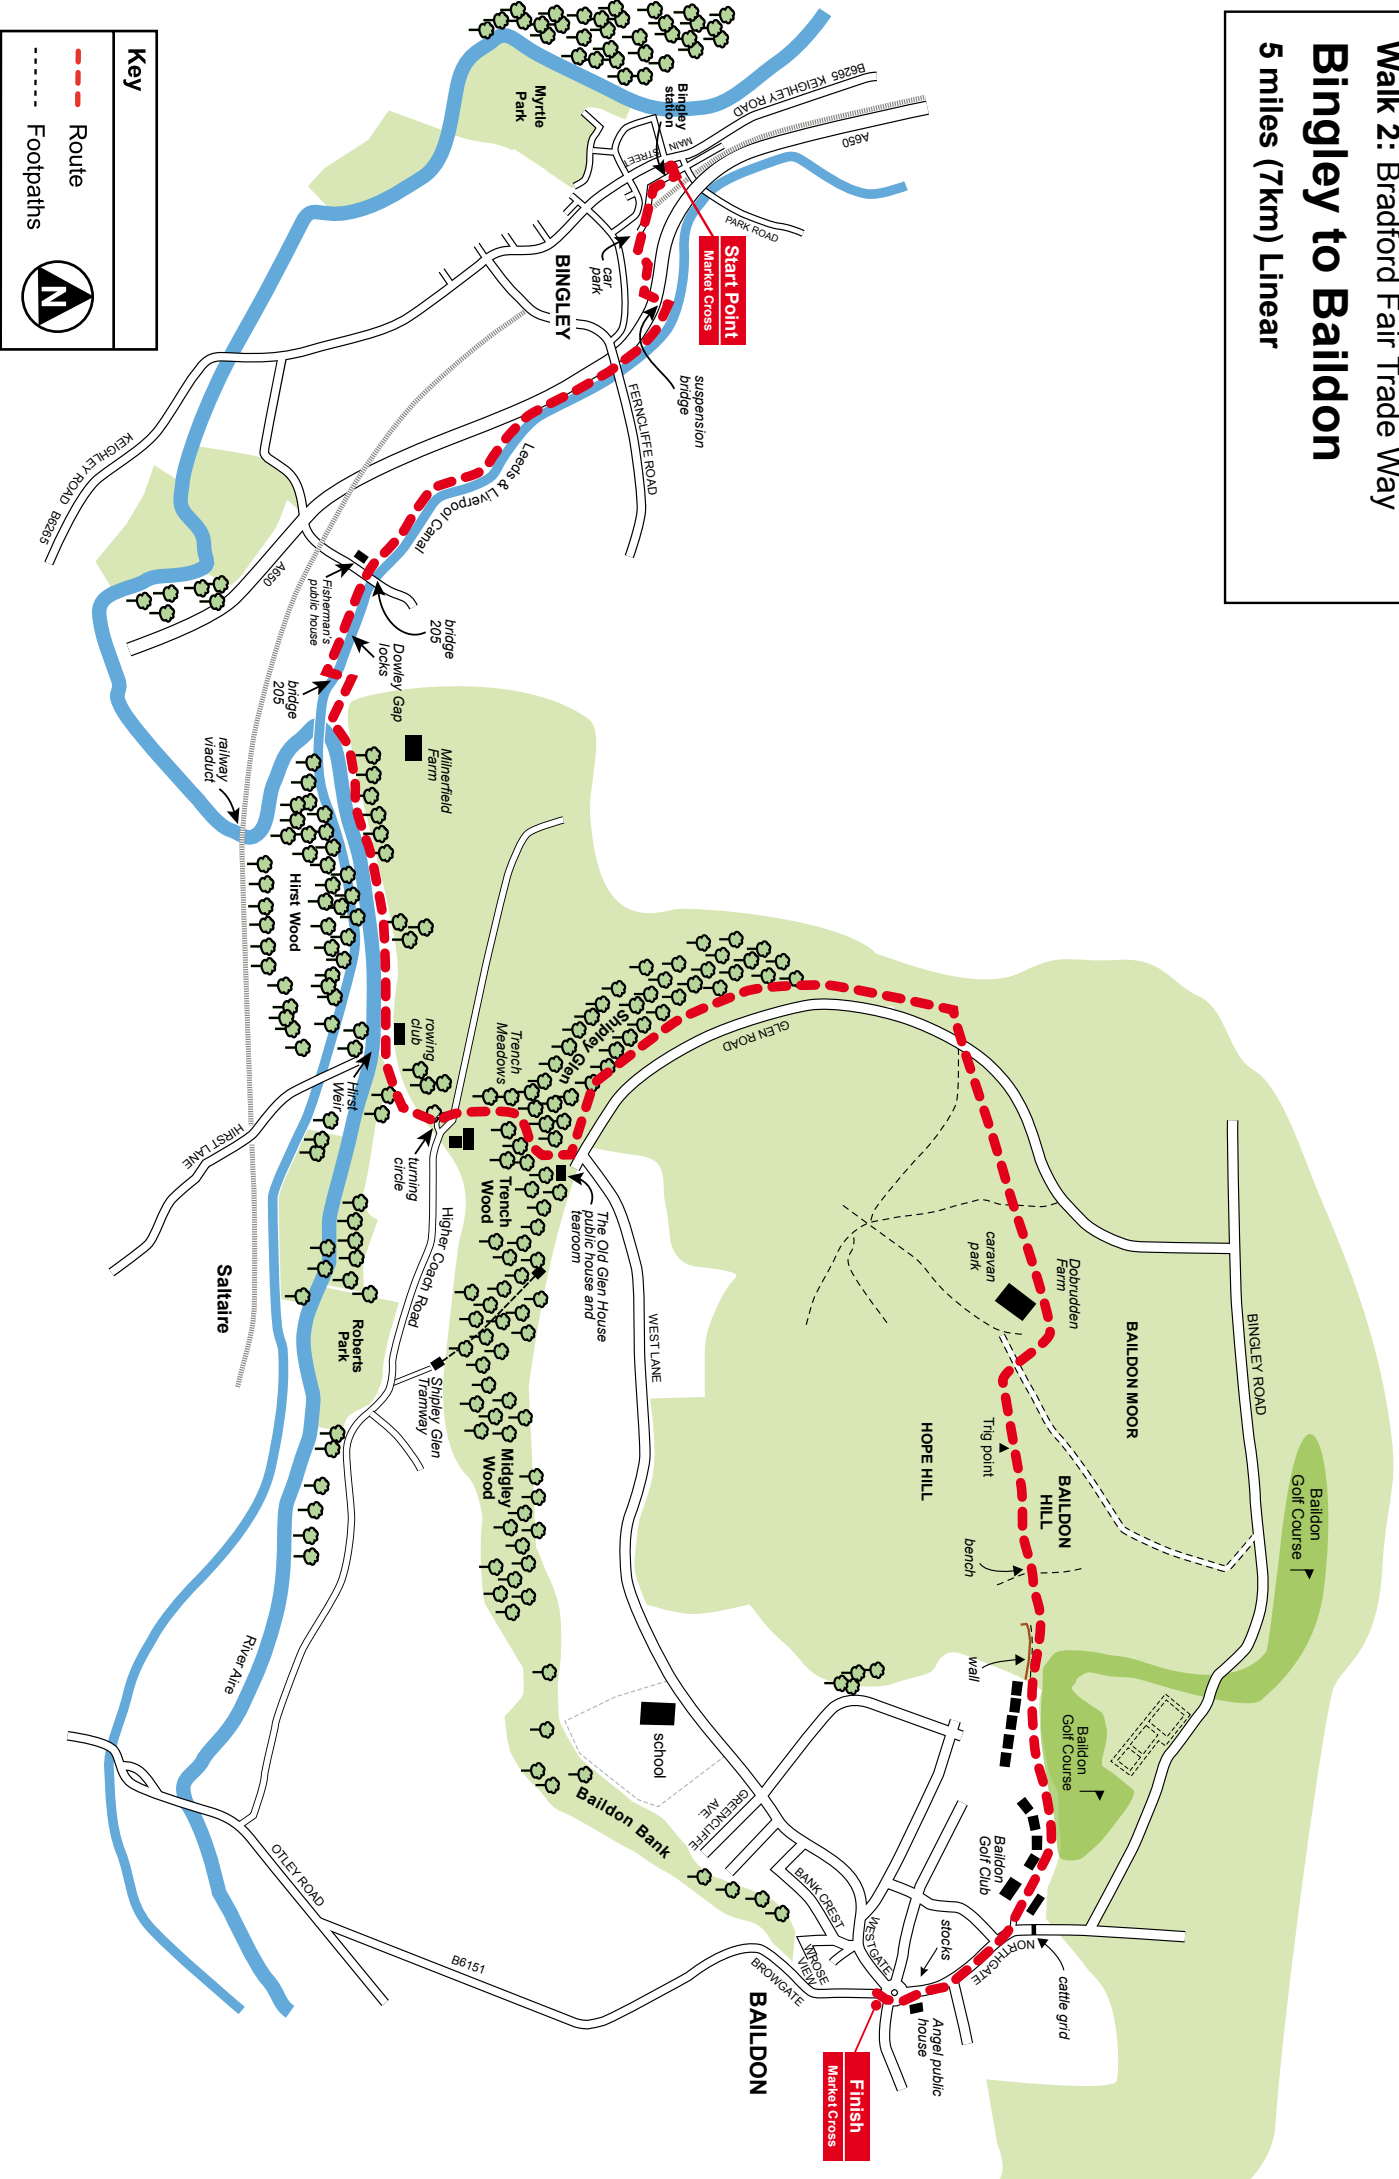 Walk 2: Bradford Fair Trade Way
Bingley to Baildon
5 miles (7km) Linear
Key
Route
Footpaths
N
Start Point
Market Cross
Bingley
station
B6265 KEIGHLEY ROAD
A650
MAIN
STREET
PARK ROAD
Myrtle
Park
car
park
BINGLEY
suspension
bridge
FERNCLIFFE ROAD
Leeds & Liverpool Canal
KEIGHLEY ROAD B6265
A650
Fisherman's
public house
bridge
205
Dowley Gap
locks
bridge
205
Milnerfield
Farm
railway
viaduct
Hirst Wood
rowing
club
Hirst
Weir
HIRST LANE
Trench
Meadows
Shipley Glen
GLEN ROAD
turning
circle
Higher Coach Road
Trench
Wood
The Old Glen House
public house and
tearoom
WEST LANE
Saltaire
Roberts
Park
Shipley Glen
Tramway
Midgley
Wood
caravan
park
Dobrudden
Farm
BAILDON MOOR
BINGLEY ROAD
Trig point
HOPE HILL
BAILDON
HILL
bench
Baildon
Golf Course
wall
Baildon
Golf Course
school
River Aire
Baildon Bank
GREENCLIFFE
AVE.
BANK CREST
WESTGATE
WROSE
VIEW
BROWGATE
Baildon
Golf Club
stocks
NORTHGATE
cattle grid
OTLEY ROAD
B6151
Angel public
house
BAILDON
Finish
Market Cross